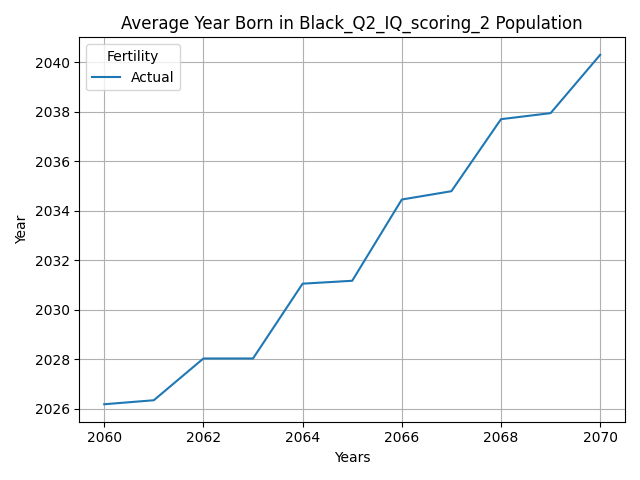 Average Year Born in Black_Q2_IQ_scoring_2 Population
Fertility
Actual
2040
2038
2036
2034
2032
2030
2028
2026
Year
2060 2062 2064 2066 2068 2070
Years